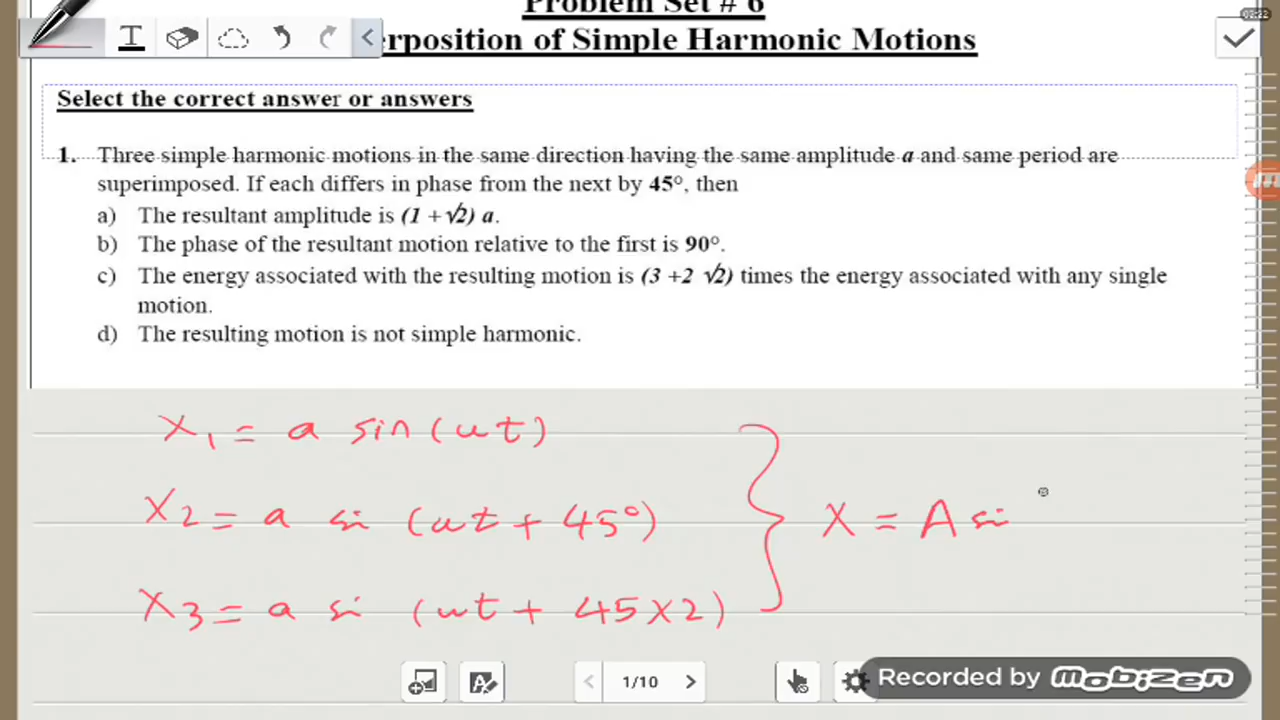 Problem Set # 6
erposition of Simple Harmonic Motions
02:22
Select the correct answer or answers
1. Three simple harmonic motions in the same direction having the same amplitude a and same period are
superimposed. If each differs in phase from the next by 45°, then
a) The resultant amplitude is (1 +√2) a.
b) The phase of the resultant motion relative to the first is 90°.
c) The energy associated with the resulting motion is (3 +2 √2) times the energy associated with any single
motion.
d) The resulting motion is not simple harmonic.
X₁ = a sin(ωt)
X₂ = a si (ωt + 45°)
X = A si
X₃ = a si (ωt + 45×2)
1/10
Recorded by mobizen